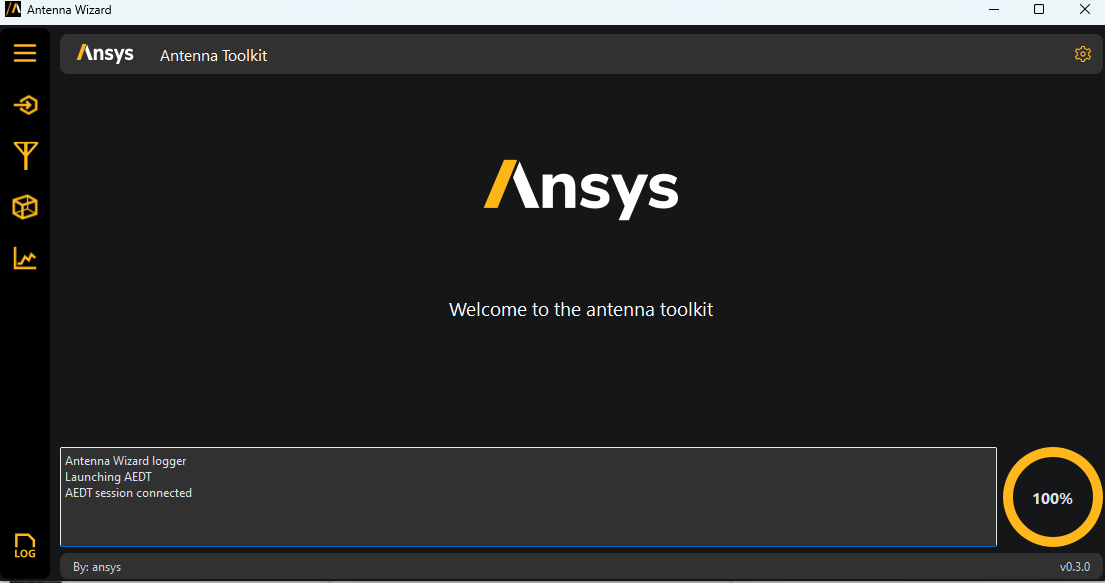 Antenna Wizard
Ansys
Antenna Toolkit
Ansys
Welcome to the antenna toolkit
Antenna Wizard logger
Launching AEDT
AEDT session connected
100%
LOG
By: ansys
v0.3.0